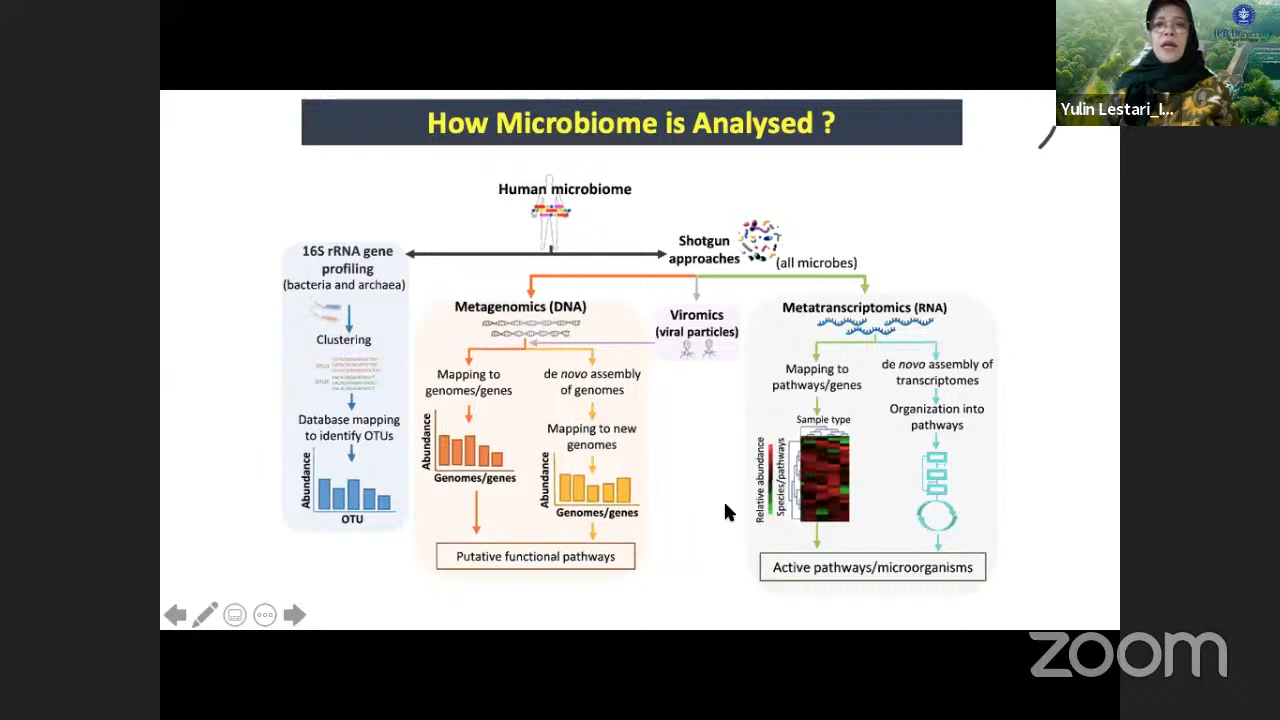 IPB University
Yulin Lestari_I...
How Microbiome is Analysed ?
Human microbiome
16S rRNA gene
profiling
(bacteria and archaea)
Clustering
Database mapping
to identify OTUs
Abundance
OTU
Shotgun
approaches
(all microbes)
Metagenomics (DNA)
Mapping to
genomes/genes
Abundance
Genomes/genes
de novo assembly
of genomes
Mapping to new
genomes
Abundance
Genomes/genes
Putative functional pathways
Viromics
(viral particles)
Metatranscriptomics (RNA)
Mapping to
pathways/genes
Sample type
Relative abundance
Species/pathways
de novo assembly of
transcriptomes
Organization into
pathways
Active pathways/microorganisms
zoom